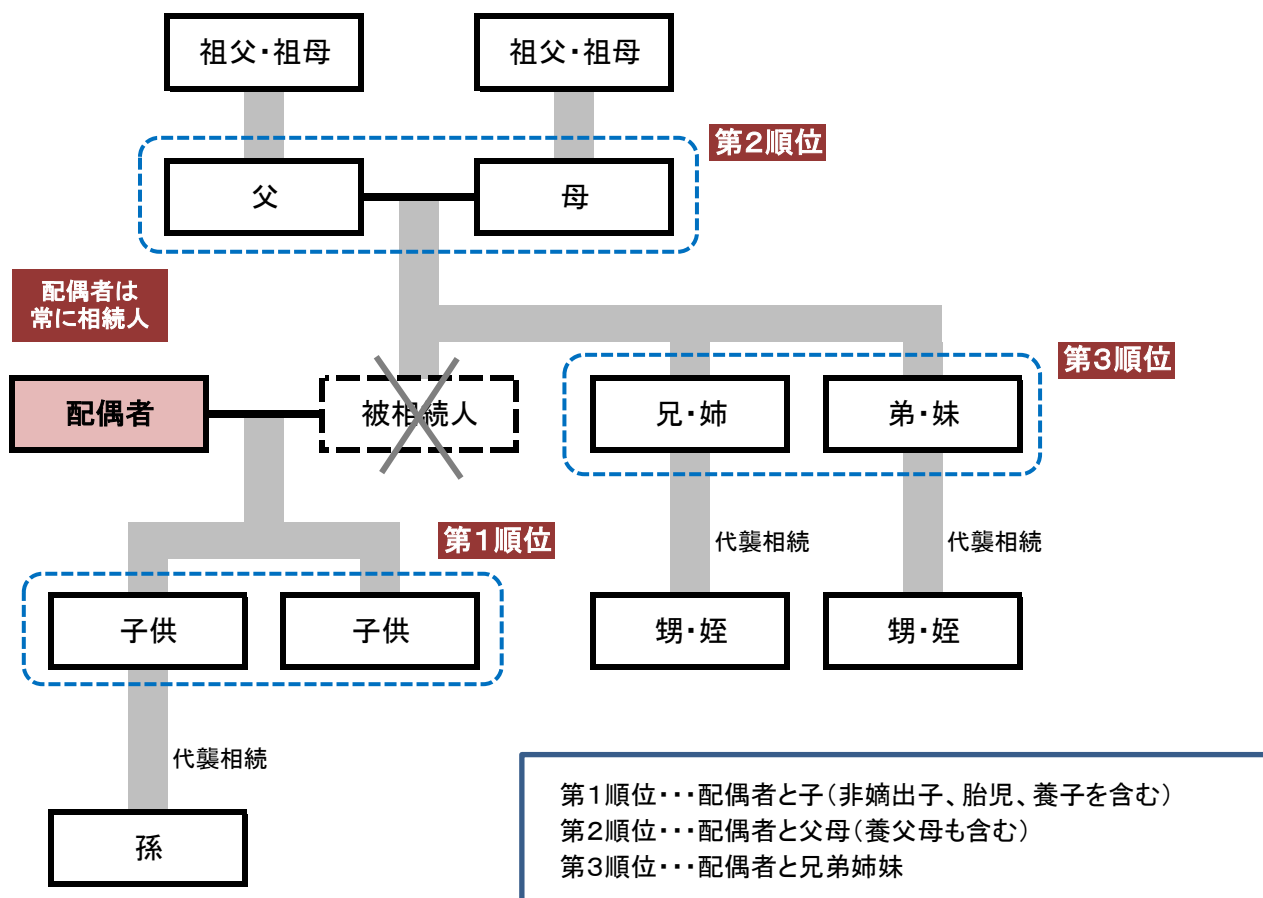 祖父・祖母
祖父・祖母
第2順位
父
母
配偶者は
常に相続人
第3順位
配偶者
被相続人
兄・姉
弟・妹
第1順位
代襲相続
代襲相続
子供
子供
甥・姪
甥・姪
代襲相続
孫
第1順位・・・配偶者と子(非嫡出子、胎児、養子を含む)
第2順位・・・配偶者と父母(養父母も含む)
第3順位・・・配偶者と兄弟姉妹